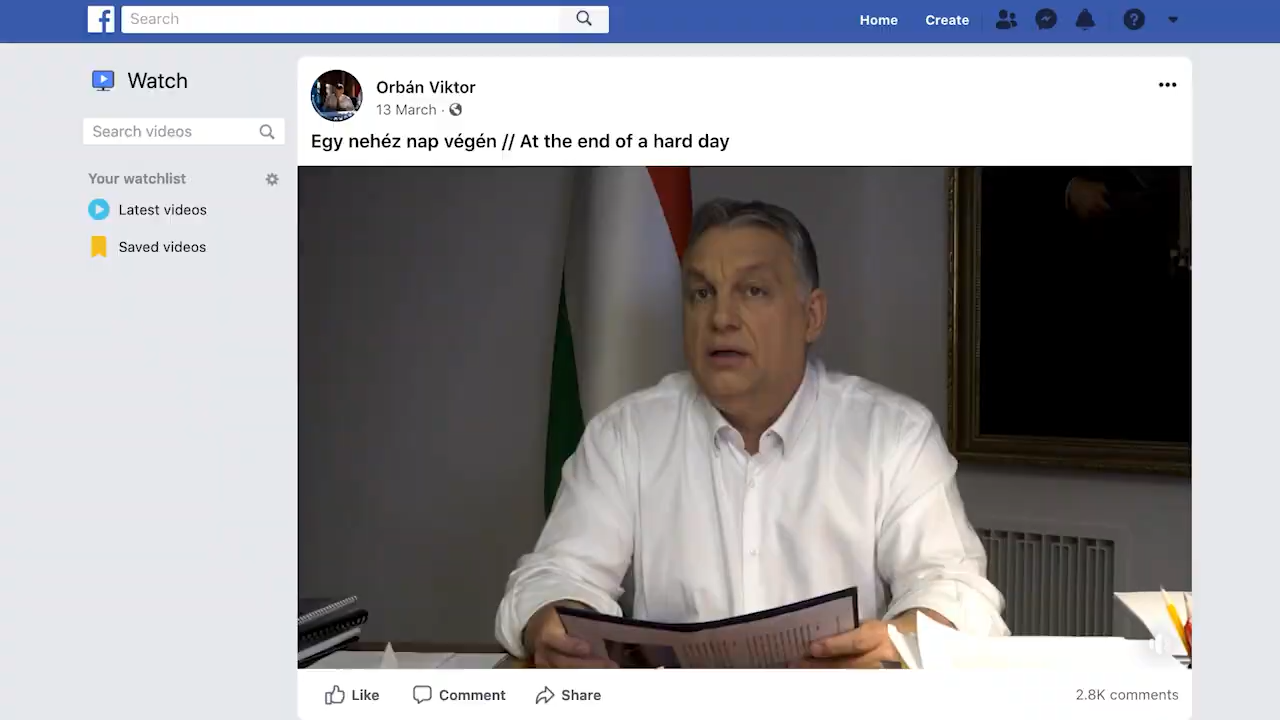 f
Search
Home
Create
Watch
Search videos
Your watchlist
Latest videos
Saved videos
Orbán Viktor
13 March ·
Egy nehéz nap végén // At the end of a hard day
Like
Comment
Share
2.8K comments